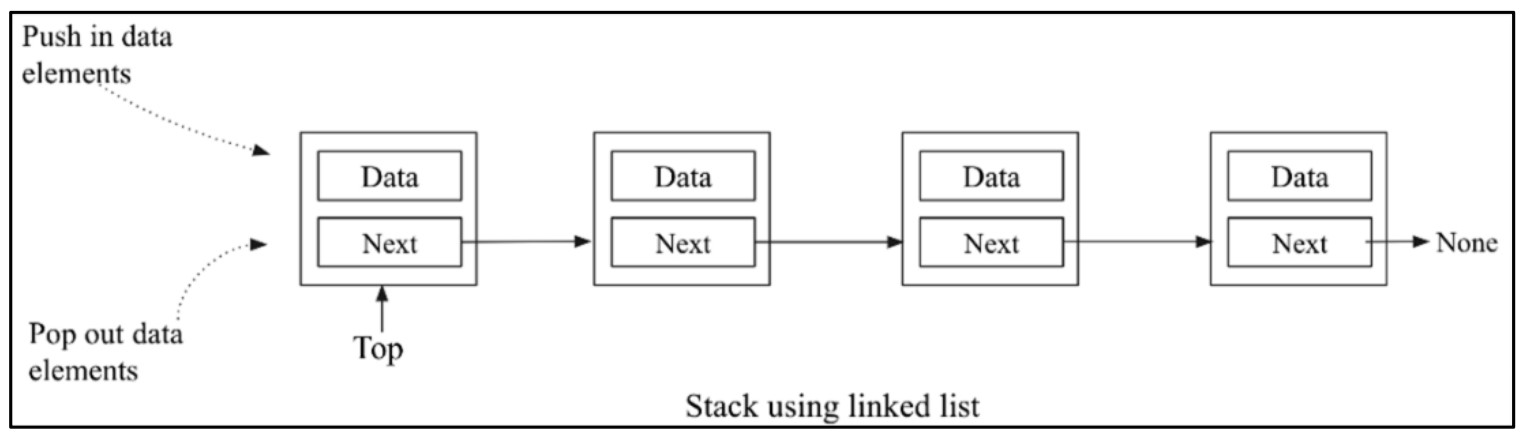 Push in data
elements
Data
Data
Data
Data
Next
Next
Next
Next
None
Pop out data
elements
Top
Stack using linked list